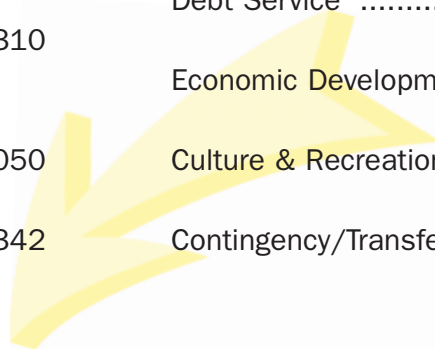 Debt Service ..........
310
Economic Developm
050
Culture & Recreation
342
Contingency/Transfe